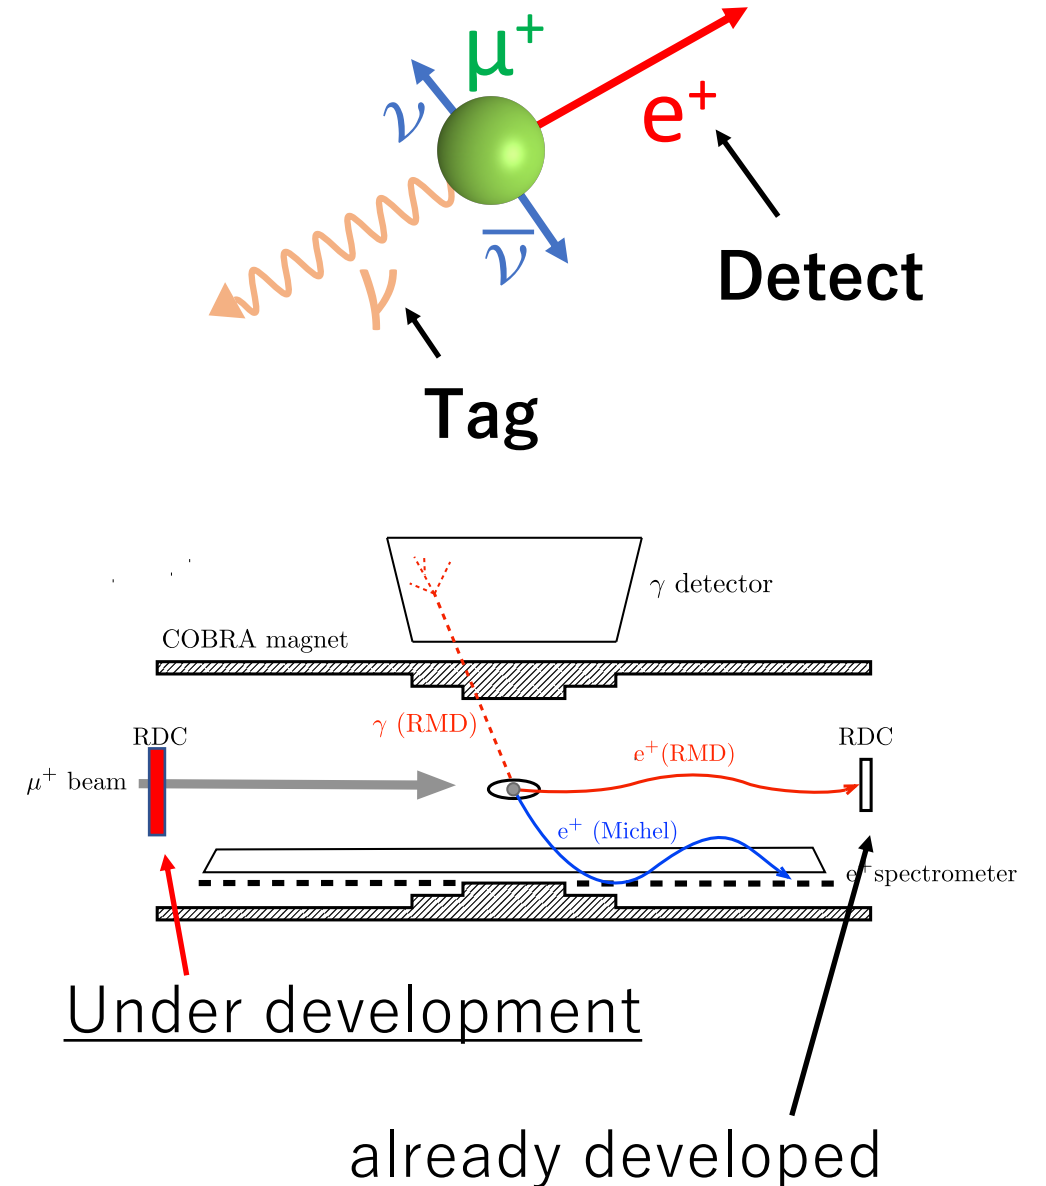 μ⁺
ν
e⁺
ν̅
γ
Detect
Tag
γ detector
COBRA magnet
γ (RMD)
RDC
RDC
e⁺(RMD)
μ⁺ beam
e⁺ (Michel)
e⁺spectrometer
Under development
already developed